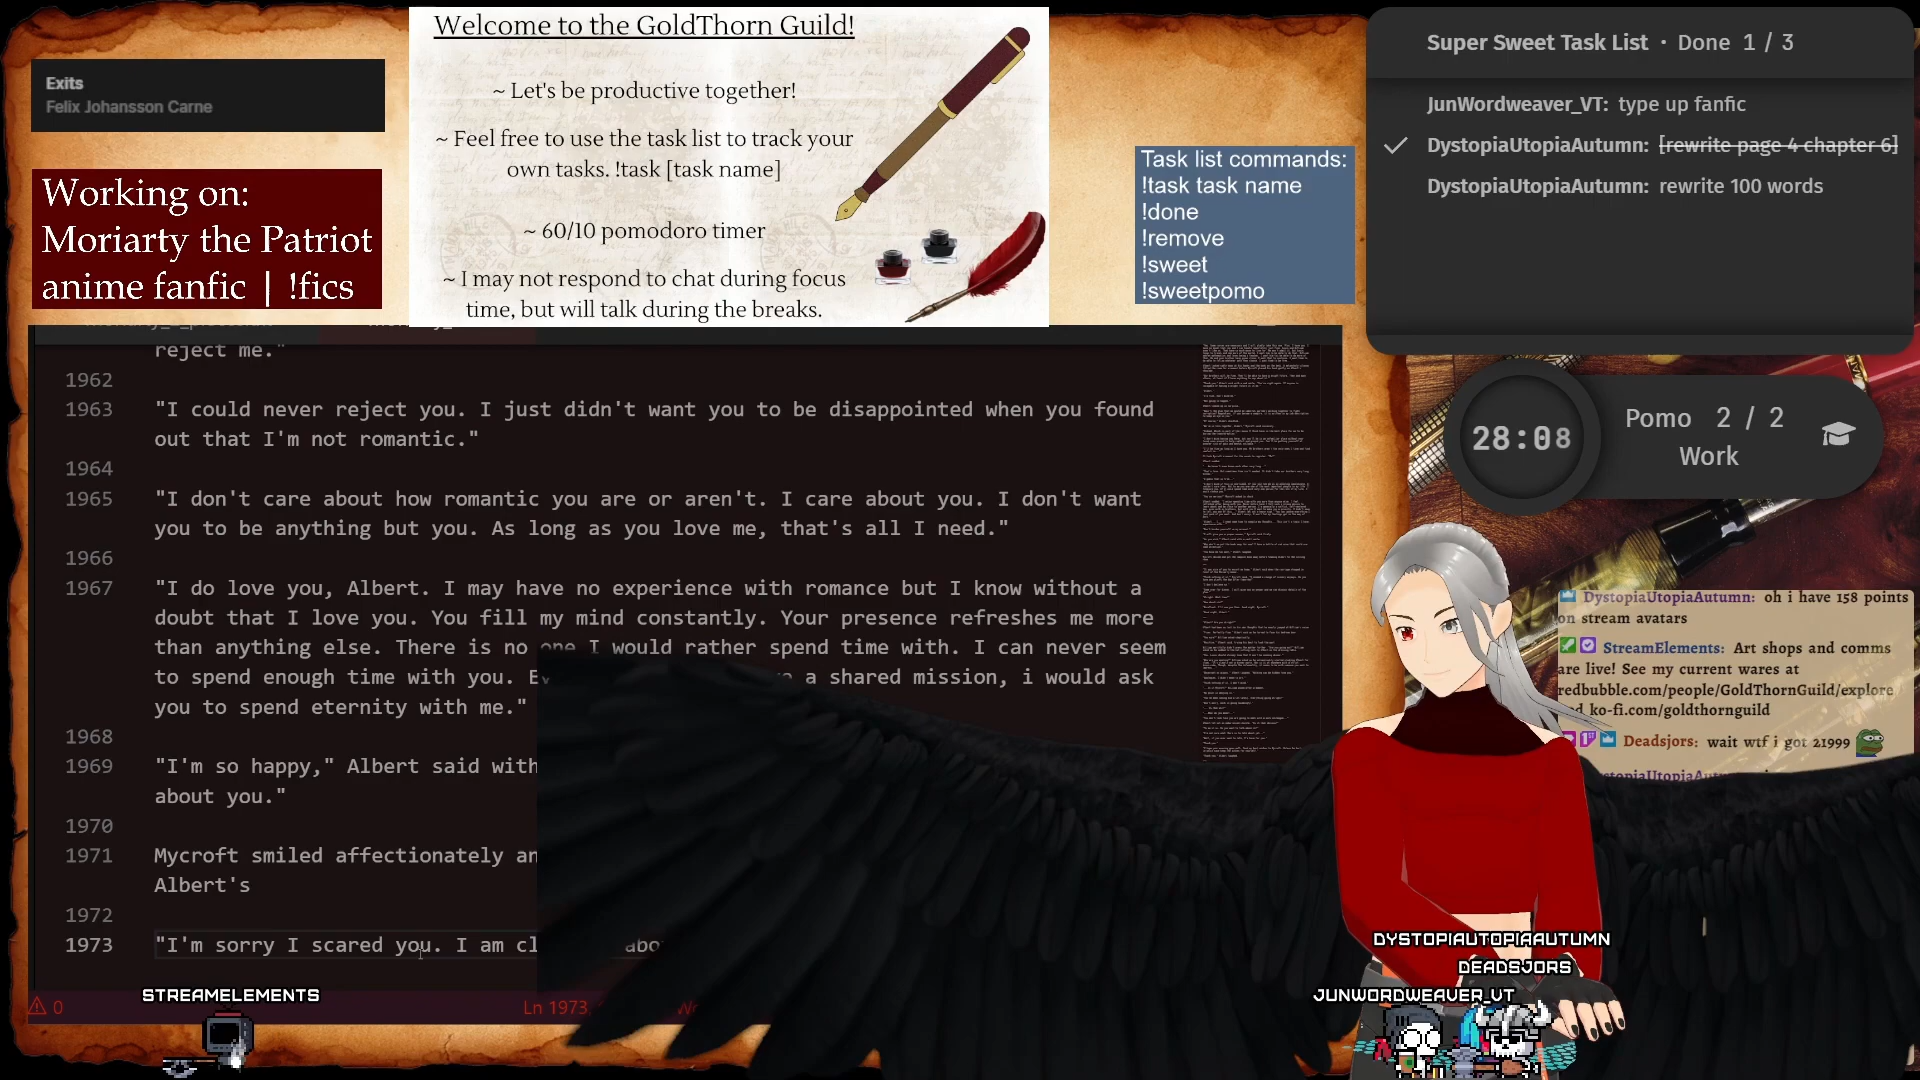 Exits
Felix Johansson Carne
Working on:
Moriarty the Patriot
anime fanfic | !fics
Welcome to the GoldThorn Guild!
~ Let's be productive together!
~ Feel free to use the task list to track your
own tasks. !task [task name]
~ 60/10 pomodoro timer
~ I may not respond to chat during focus
time, but will talk during the breaks.
Task list commands:
!task task name
!done
!remove
!sweet
!sweetpomo
Super Sweet Task List • Done 1 / 3
JunWordweaver_VT: type up fanfic
DystopiaUtopiaAutumn: [rewrite page 4 chapter 6]
DystopiaUtopiaAutumn: rewrite 100 words
28:08
Pomo 2 / 2
Work
reject me."
1962
1963 "I could never reject you. I just didn't want you to be disappointed when you found
out that I'm not romantic."
1964
1965 "I don't care about how romantic you are or aren't. I care about you. I don't want
you to be anything but you. As long as you love me, that's all I need."
1966
1967 "I do love you, Albert. I may have no experience with romance but I know without a
doubt that I love you. You fill my mind constantly. Your presence refreshes me more
than anything else. There is no one I would rather spend time with. I can never seem
to spend enough time with you. a shared mission, i would ask
you to spend eternity with me."
1968
1969 "I'm so happy," Albert said with
about you."
1970
1971 Mycroft smiled affectionately
Albert's
1972
1973 "I'm sorry I scared you. I am
0
Ln 1973,
DystopiaUtopiaAutumn: oh i have 158 points
on stream avatars
StreamElements: Art shops and comms
are live! See my current wares at
redbubble.com/people/GoldThornGuild/explore
ko-fi.com/goldthornguild
Deadsjors: wait wtf i got 21999
STREAMELEMENTS
DYSTOPIAUTOPIAAUTUMN
DEADSJORS
JUNWORDWEAVER_VT